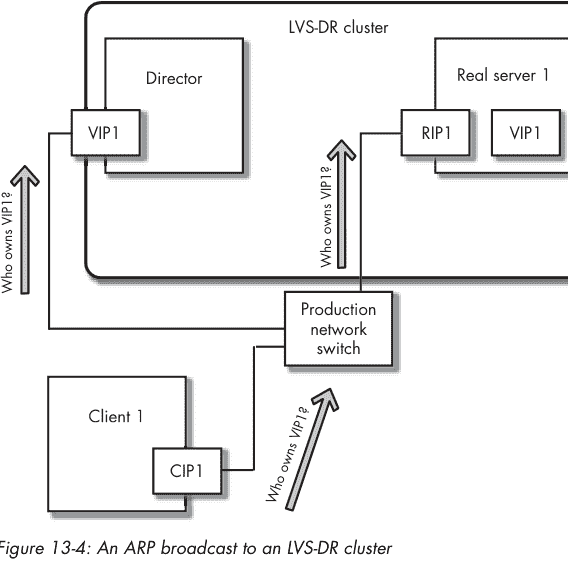 LVS-DR cluster
Director
Real server 1
VIP1
RIP1
VIP1
Who owns VIP1?
Who owns VIP1?
Production
network
switch
Client 1
CIP1
Who owns VIP1?
Figure 13-4: An ARP broadcast to an LVS-DR cluster